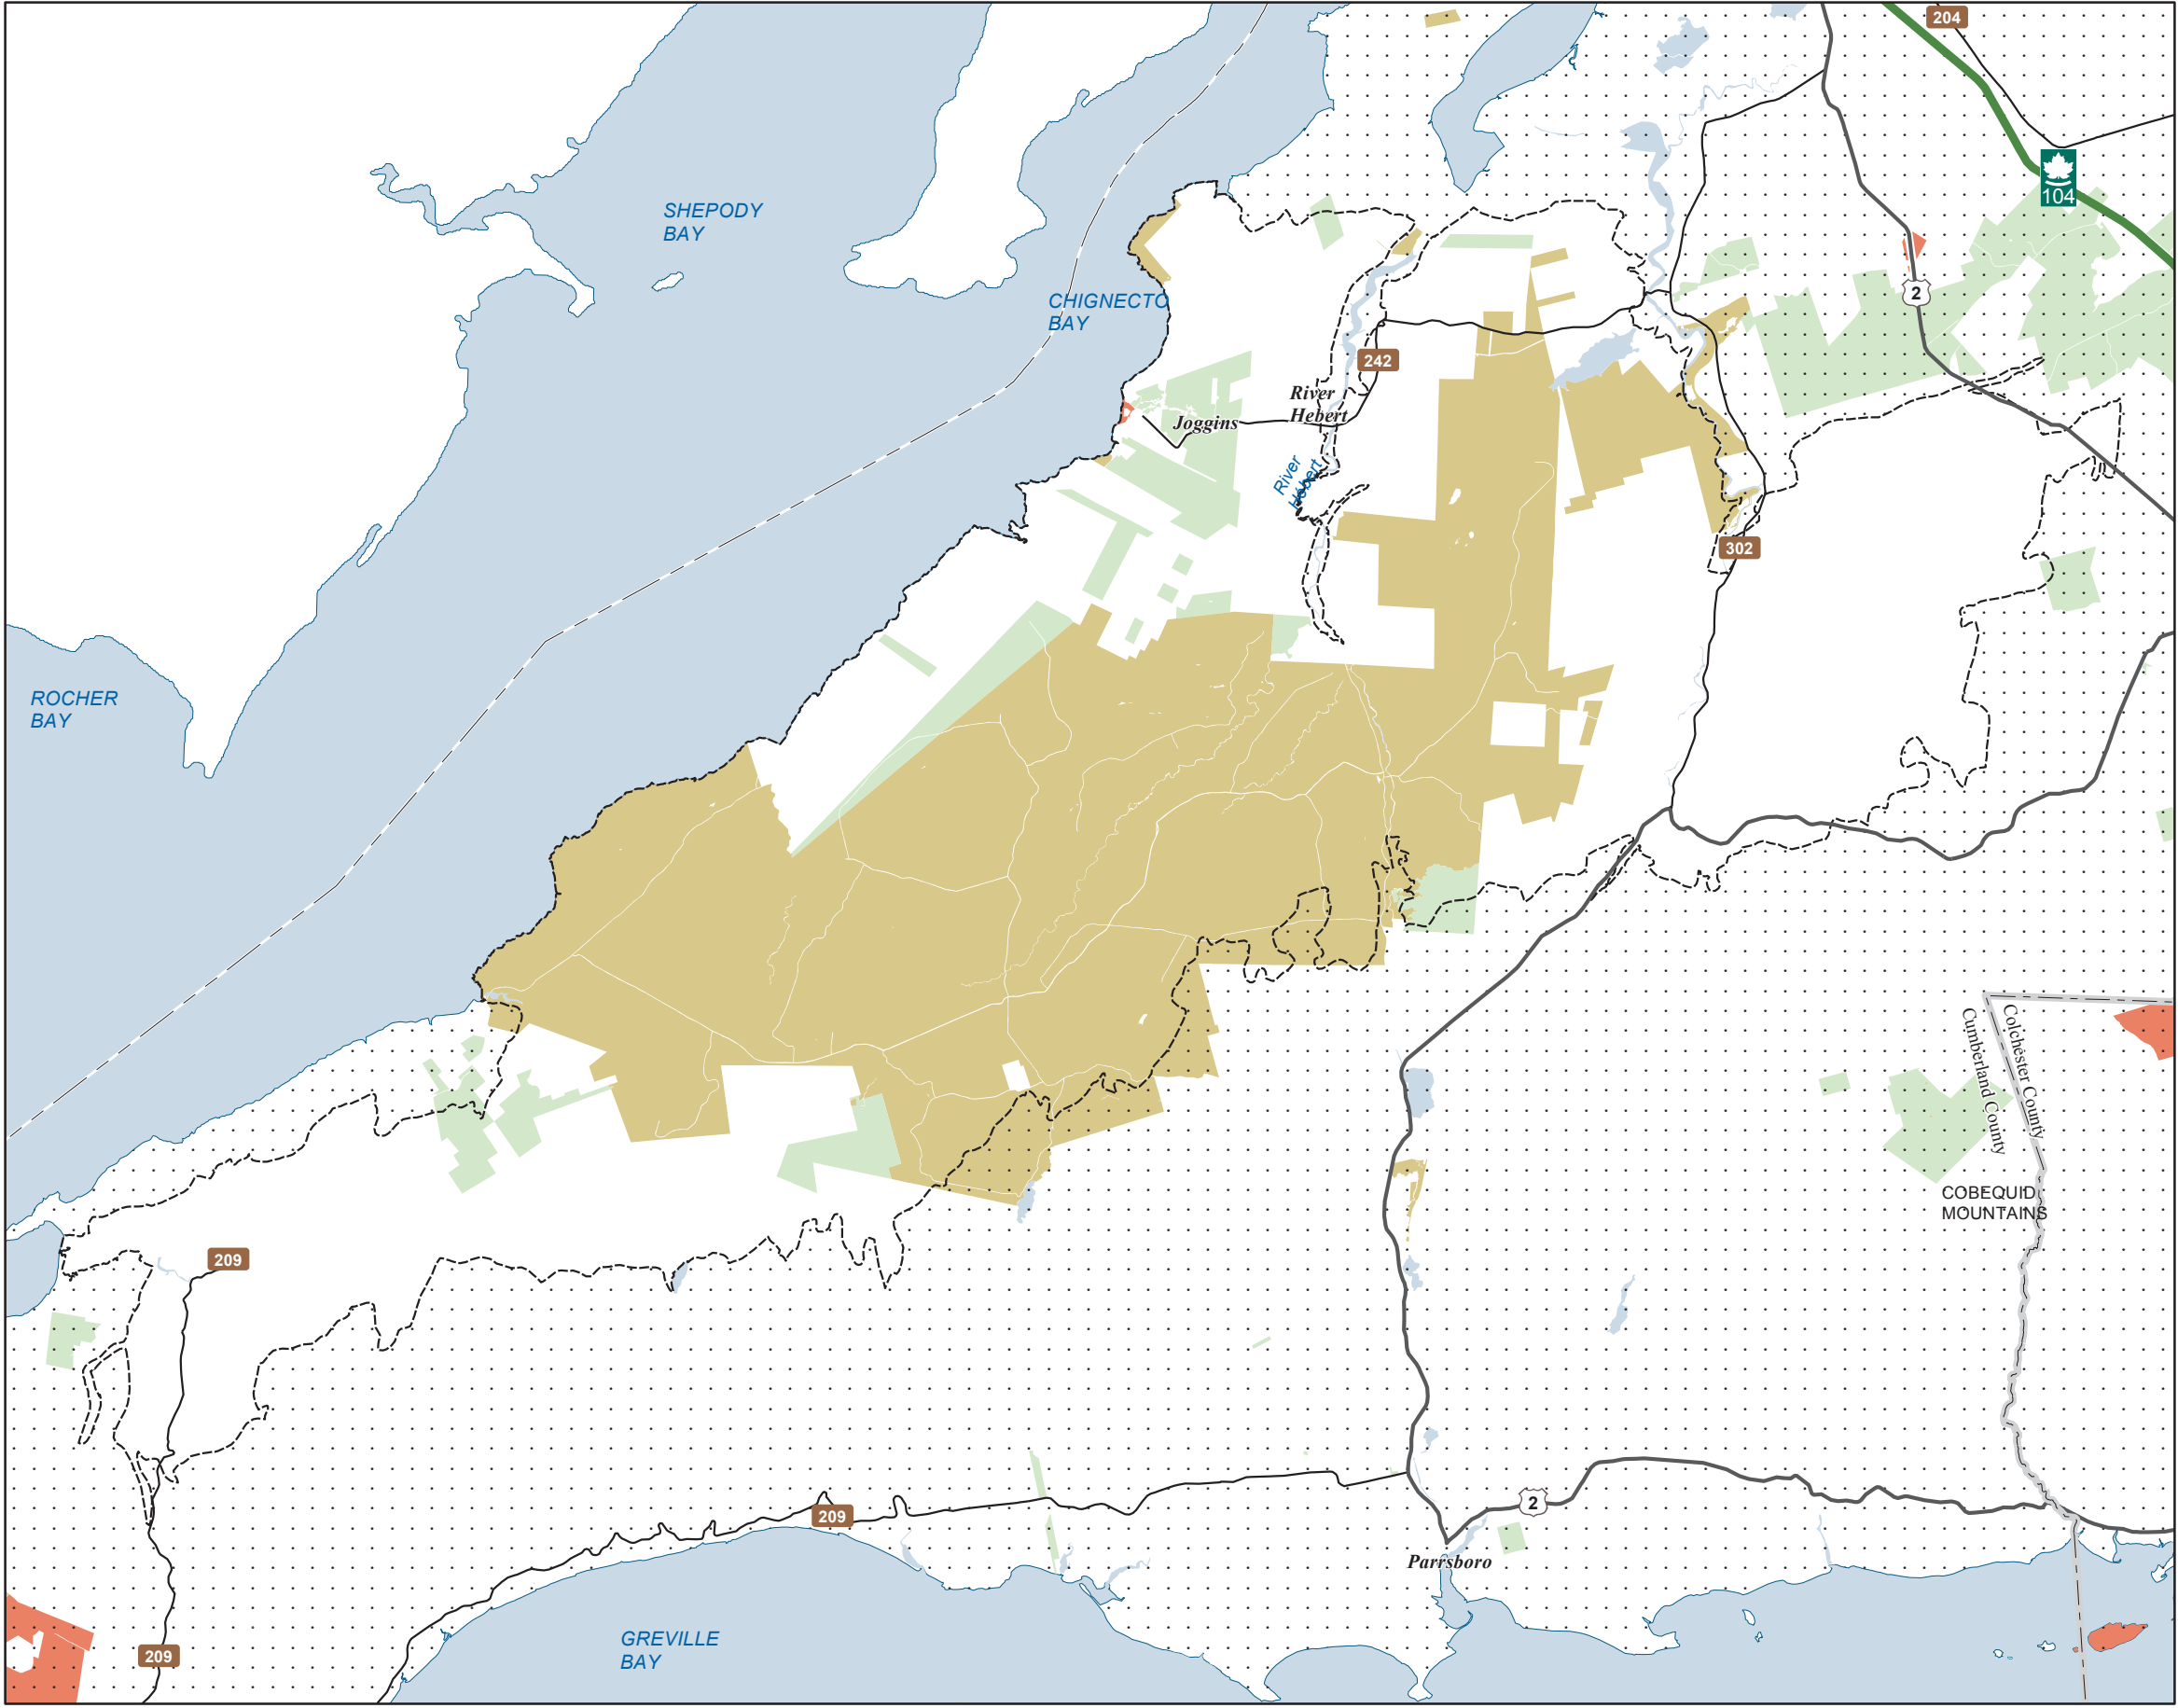 204
104
SHEPODY
BAY
2
CHIGNECTO
BAY
242
River
Hebert
Joggins
River
Hébert
302
ROCHER
BAY
Colchester County
Cumberland County
COBEQUID
MOUNTAINS
209
2
209
Parrsboro
GREVILLE
BAY
209